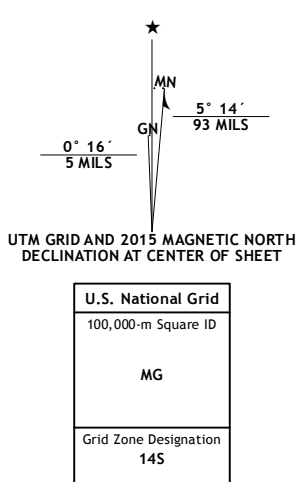 ★
MN
GN
5° 14´
93 MILS
0° 16´
5 MILS
UTM GRID AND 2015 MAGNETIC NORTH
DECLINATION AT CENTER OF SHEET
U.S. National Grid
100,000-m Square ID
MG
Grid Zone Designation
14S